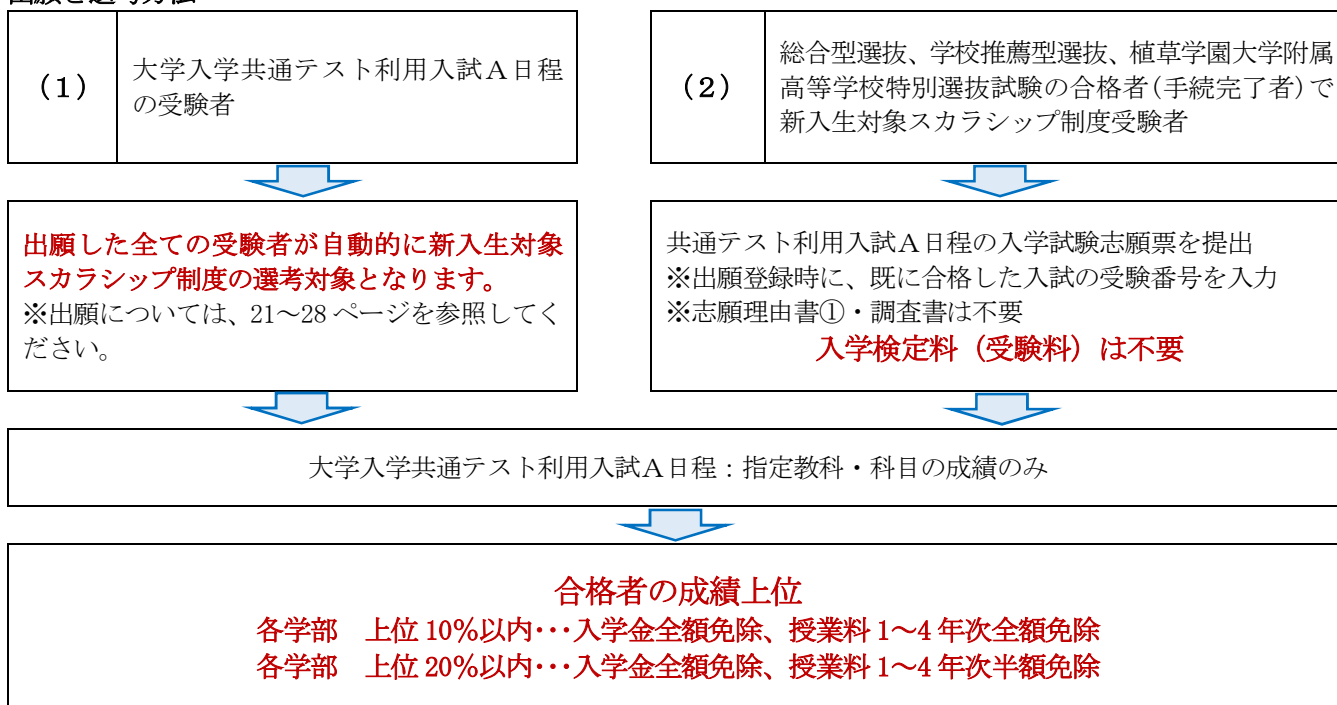 (1)
大学入学共通テスト利用入試A日程
の受験者
(2)
総合型選抜、学校推薦型選抜、植草学園大学附属
高等学校特別選抜試験の合格者(手続完了者)で
新入生対象スカラシップ制度受験者
出願した全ての受験者が自動的に新入生対象
スカラシップ制度の選考対象となります。
※出願については、21~28 ページを参照してく
ださい。
共通テスト利用入試A日程の入学試験志願票を提出
※出願登録時に、既に合格した入試の受験番号を入力
※志願理由書①・調査書は不要
入学検定料(受験料)は不要
大学入学共通テスト利用入試A日程:指定教科・科目の成績のみ
合格者の成績上位
各学部 上位 10%以内･･･入学金全額免除、授業料 1~4 年次全額免除
各学部 上位 20%以内･･･入学金全額免除、授業料 1~4 年次半額免除